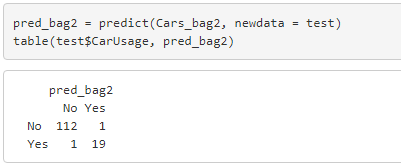 pred_bag2 = predict(Cars_bag2, newdata = test)
table(test$CarUsage, pred_bag2)
pred_bag2
No Yes
No 112 1
Yes 1 19